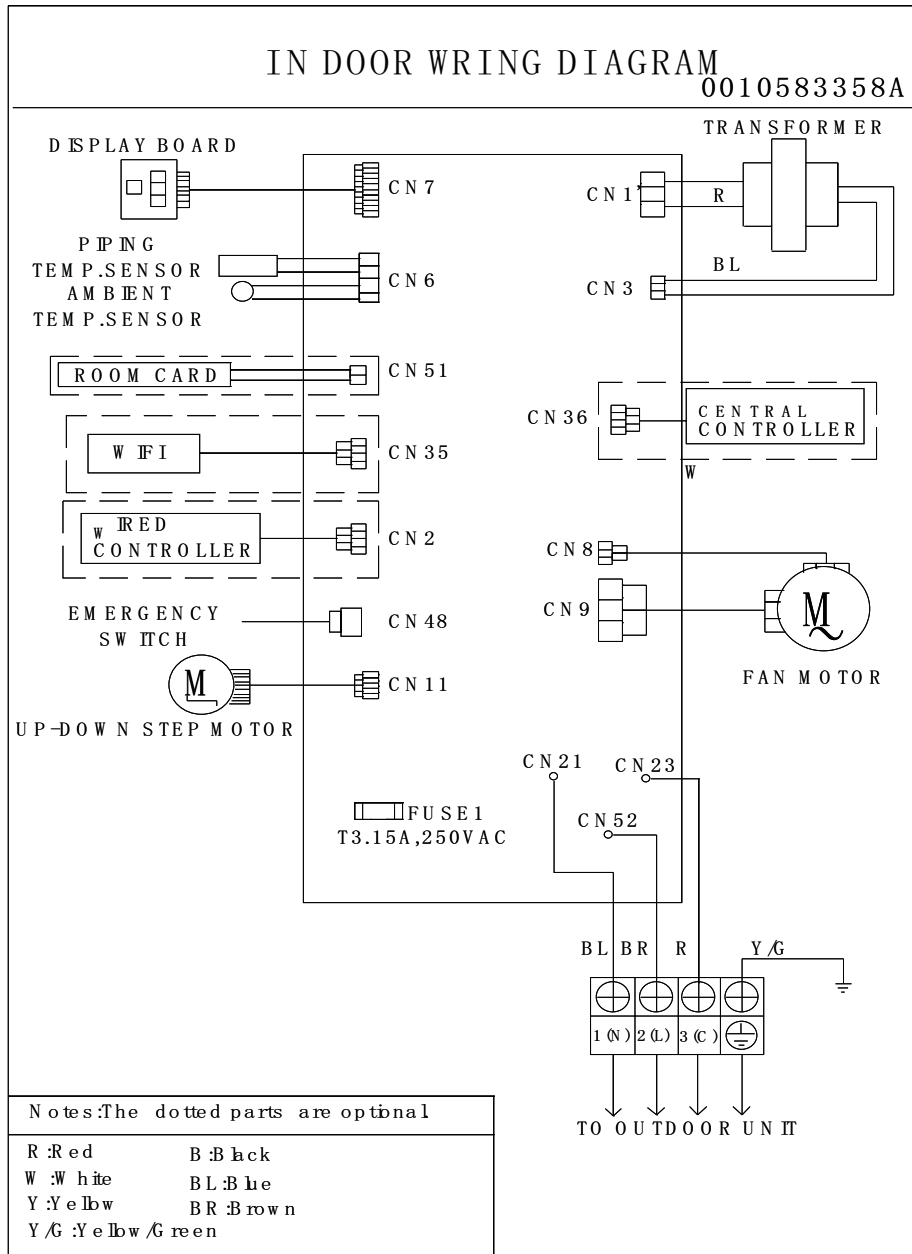 IN DOOR WRING DIAGRAM
0010583358A
DISPLAY BOARD
CN7
PIPING
TEMP.SENSOR
AMBIENT
TEMP.SENSOR
CN6
ROOM CARD
CN51
WIFI
CN35
WIRED
CONTROLLER
CN2
EMERGENCY
SWITCH
CN48
M
CN11
UP-DOWN STEP MOTOR
FUSE1
T3.15A,250VAC
TRANSFORMER
CN1'
R
BL
CN3
CN36
CENTRAL
CONTROLLER
W
CN8
CN9
M
FAN MOTOR
CN21
CN23
CN52
BL BR R Y/G
1(N) 2(L) 3(C)
TO OUTDOOR UNIT
Notes:The dotted parts are optional
R:Red B:Black
W:White BL:Blue
Y:Yellow BR:Brown
Y/G:Yellow/Green